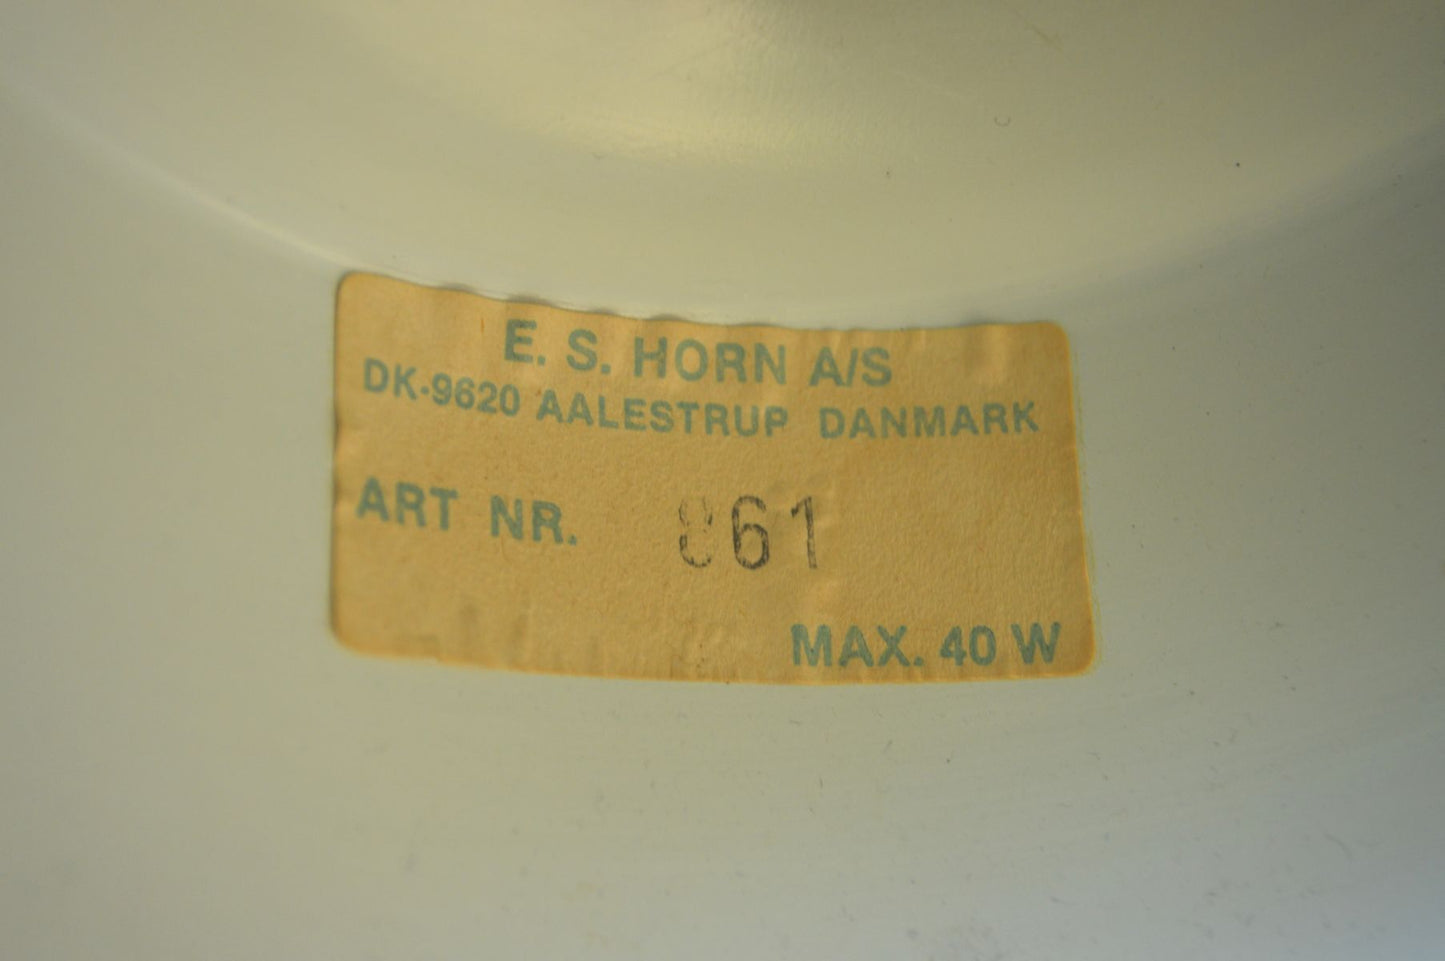 E. S. HORN A/S
DK-9620 AALESTRUP DANMARK
ART NR. 861
MAX. 40 W